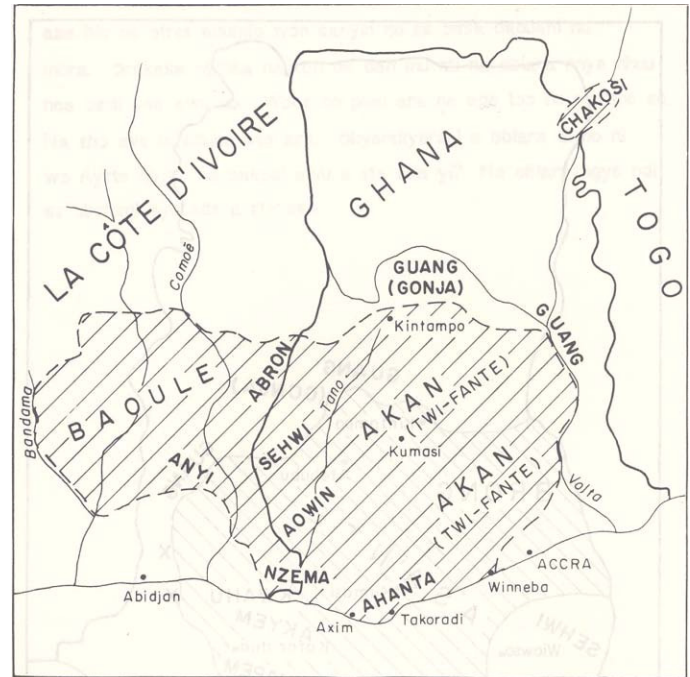 LA CÔTE D'IVOIRE
GHANA
CHAKOSI
TOGO
Comoë
GUANG
(GONJA)
Kintampo
GUANG
ABRON
Tano
BAOULE
AKAN
(TWI-FANTE)
Bandama
SEHWI
Kumasi
ANYI
AKAN
(TWI-FANTE)
AOWIN
Volta
NZEMA
ACCRA
Abidjan
AHANTA
Winneba
Axim
Takoradi